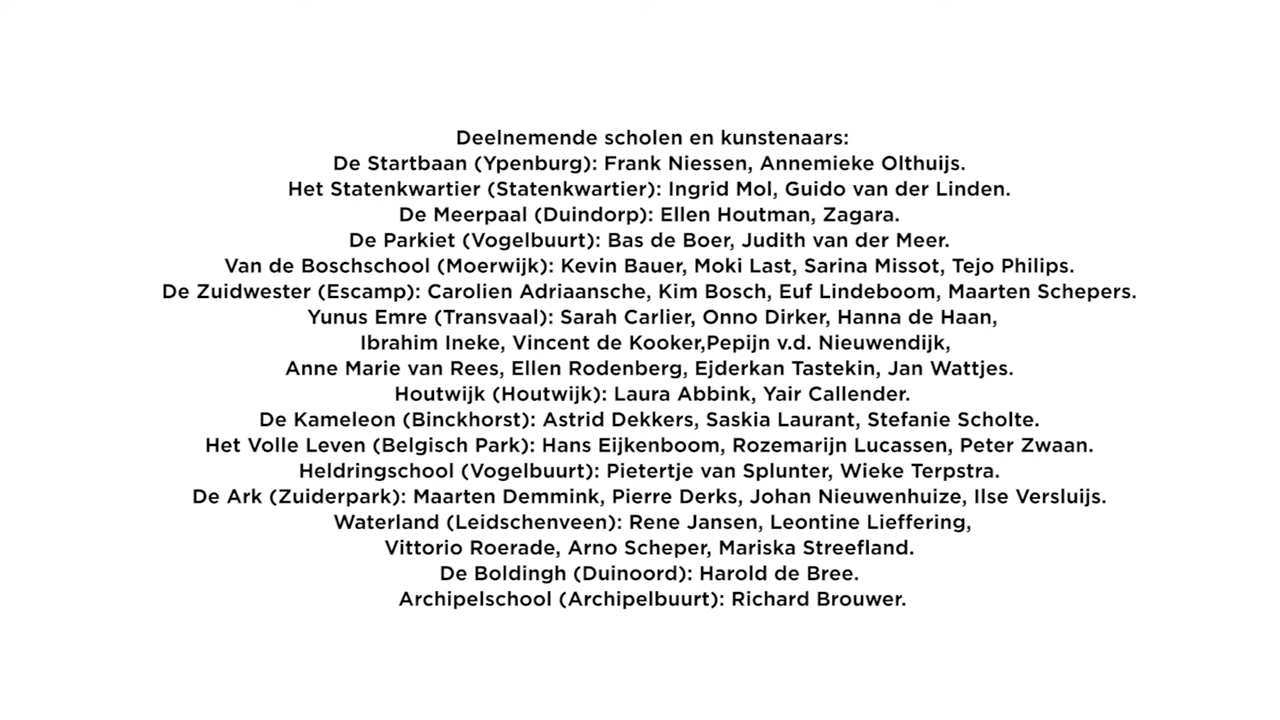 Deelnemende scholen en kunstenaars:
De Startbaan (Ypenburg): Frank Niessen, Annemieke Olthuijs.
Het Statenkwartier (Statenkwartier): Ingrid Mol, Guido van der Linden.
De Meerpaal (Duindorp): Ellen Houtman, Zagara.
De Parkiet (Vogelbuurt): Bas de Boer, Judith van der Meer.
Van de Boschschool (Moerwijk): Kevin Bauer, Moki Last, Sarina Missot, Tejo Philips.
De Zuidwester (Escamp): Carolien Adriaansche, Kim Bosch, Euf Lindeboom, Maarten Schepers.
Yunus Emre (Transvaal): Sarah Carlier, Onno Dirker, Hanna de Haan,
Ibrahim Ineke, Vincent de Kooker,Pepijn v.d. Nieuwendijk,
Anne Marie van Rees, Ellen Rodenberg, Ejderkan Tastekin, Jan Wattjes.
Houtwijk (Houtwijk): Laura Abbink, Yair Callender.
De Kameleon (Binckhorst): Astrid Dekkers, Saskia Laurant, Stefanie Scholte.
Het Volle Leven (Belgisch Park): Hans Eijkenboom, Rozemarijn Lucassen, Peter Zwaan.
Heldringschool (Vogelbuurt): Pietertje van Splunter, Wieke Terpstra.
De Ark (Zuiderpark): Maarten Demmink, Pierre Derks, Johan Nieuwenhuize, Ilse Versluijs.
Waterland (Leidschenveen): Rene Jansen, Leontine Lieffering,
Vittorio Roerade, Arno Scheper, Mariska Streefland.
De Boldingh (Duinoord): Harold de Bree.
Archipelschool (Archipelbuurt): Richard Brouwer.